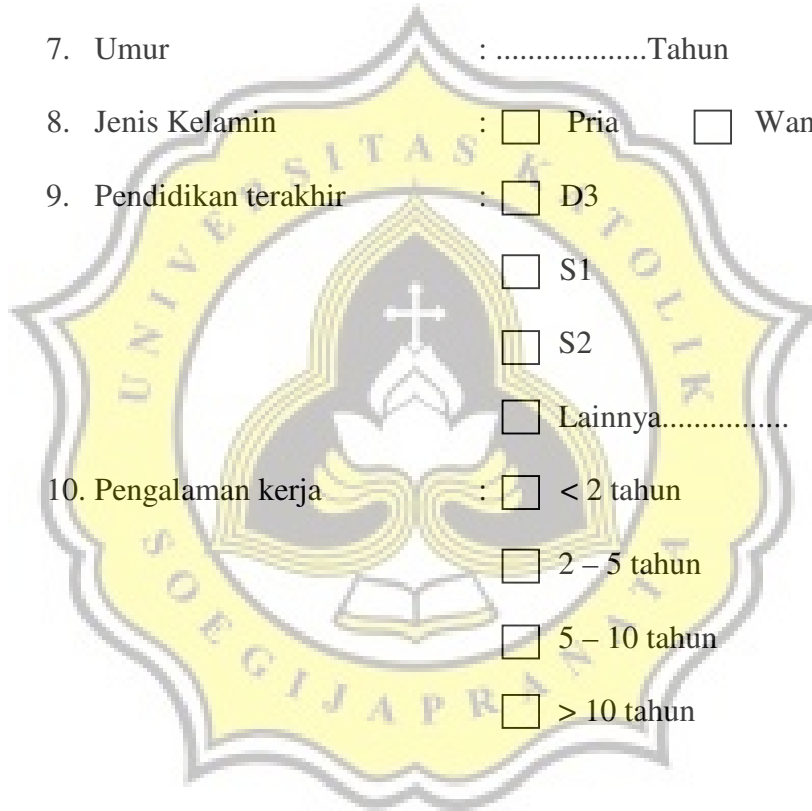 7. Umur : ...................Tahun
8. Jenis Kelamin : Pria Wan
9. Pendidikan terakhir : D3
S1
S2
Lainnya................
10. Pengalaman kerja : < 2 tahun
2 – 5 tahun
5 – 10 tahun
> 10 tahun
UNIVERSITAS KATOLIK
SOEGIJAPRANATA